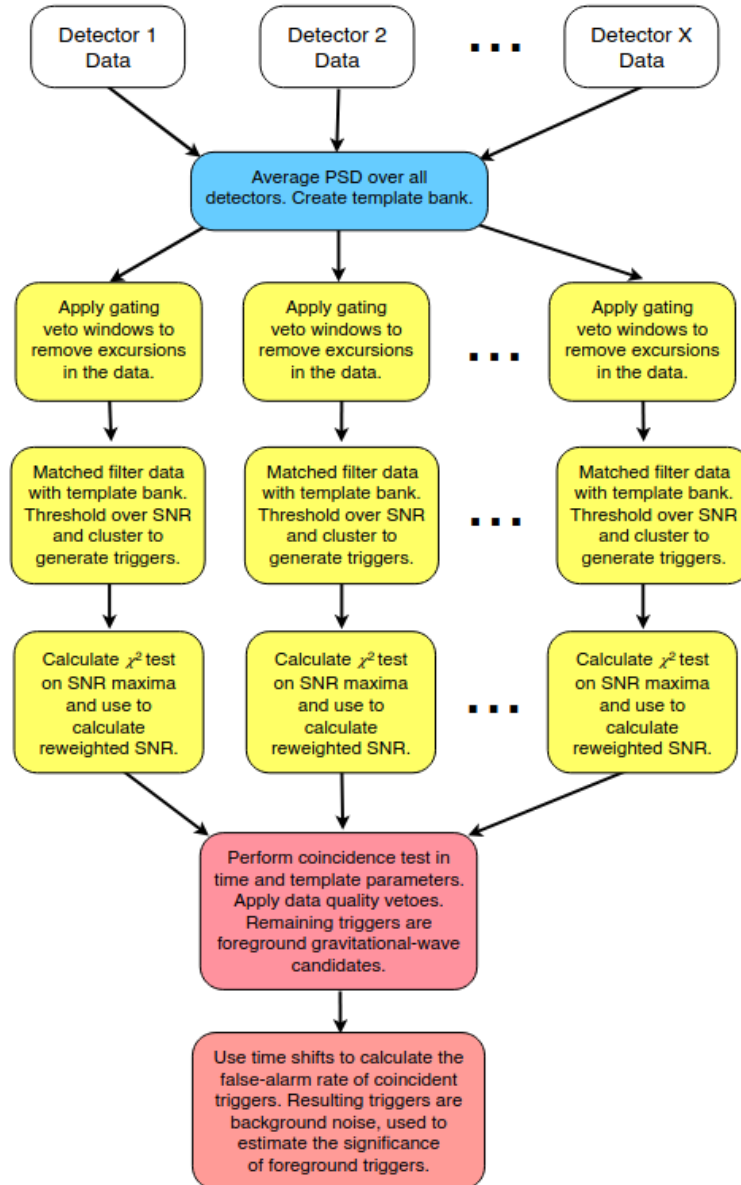 Detector 1
Data
Detector 2
Data
...
Detector X
Data
Average PSD over all
detectors. Create template bank.
Apply gating
veto windows to
remove excursions
in the data.
Apply gating
veto windows to
remove excursions
in the data.
...
Apply gating
veto windows to
remove excursions
in the data.
Matched filter data
with template bank.
Threshold over SNR
and cluster to
generate triggers.
Matched filter data
with template bank.
Threshold over SNR
and cluster to
generate triggers.
...
Matched filter data
with template bank.
Threshold over SNR
and cluster to
generate triggers.
Calculate χ² test
on SNR maxima
and use to
calculate
reweighted SNR.
Calculate χ² test
on SNR maxima
and use to
calculate
reweighted SNR.
...
Calculate χ² test
on SNR maxima
and use to
calculate
reweighted SNR.
Perform coincidence test in
time and template parameters.
Apply data quality vetoes.
Remaining triggers are
foreground gravitational-wave
candidates.
Use time shifts to calculate the
false-alarm rate of coincident
triggers. Resulting triggers are
background noise, used to
estimate the significance
of foreground triggers.